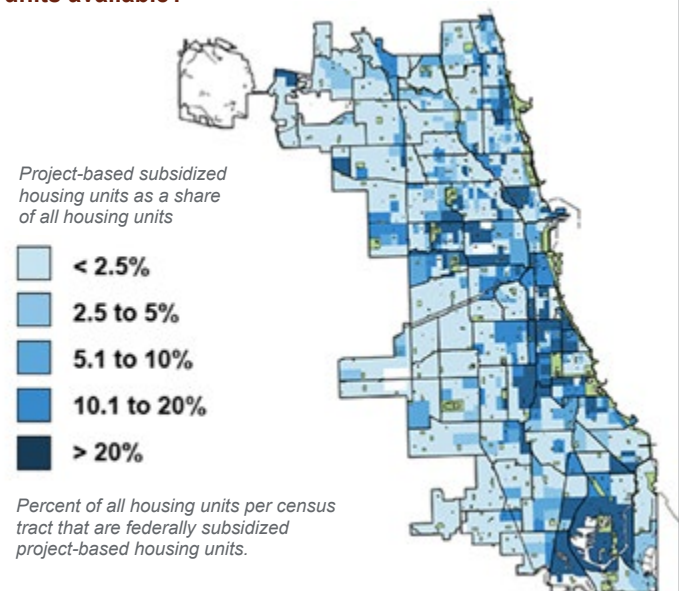 units available?
Project-based subsidized
housing units as a share
of all housing units
< 2.5%
2.5 to 5%
5.1 to 10%
10.1 to 20%
> 20%
Percent of all housing units per census
tract that are federally subsidized
project-based housing units.